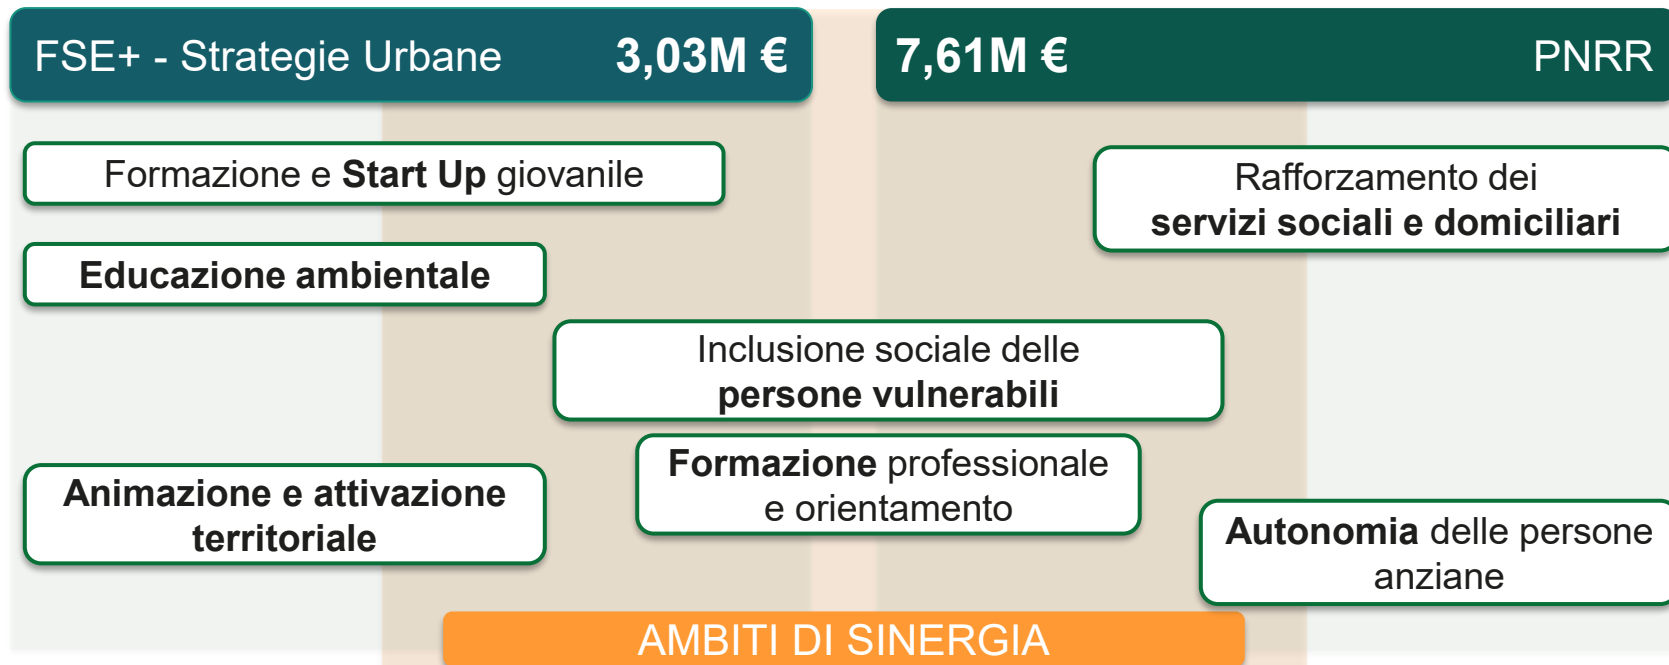 FSE+ - Strategie Urbane 3,03M €
7,61M € PNRR
Formazione e Start Up giovanile
Rafforzamento dei
servizi sociali e domiciliari
Educazione ambientale
Inclusione sociale delle
persone vulnerabili
Formazione professionale
e orientamento
Animazione e attivazione
territoriale
Autonomia delle persone
anziane
AMBITI DI SINERGIA